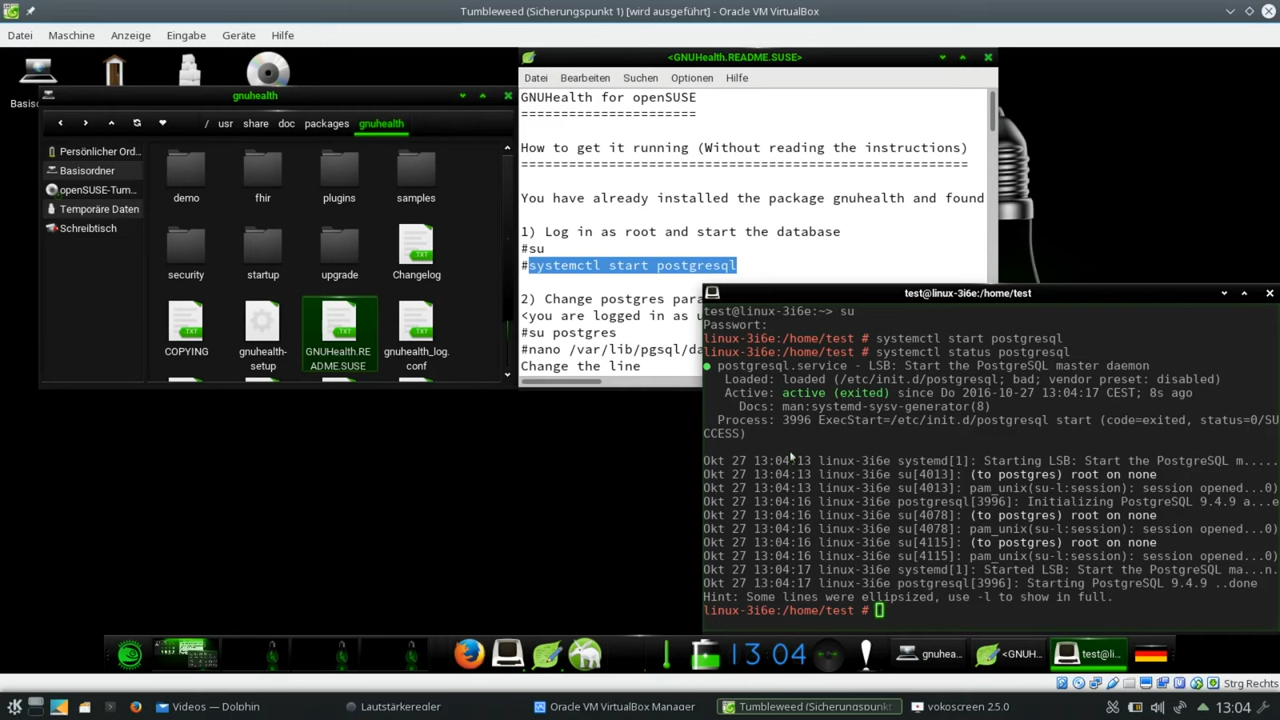 Tumbleweed (Sicherungspunkt 1) [wird ausgeführt] - Oracle VM VirtualBox
Datei Maschine Anzeige Eingabe Geräte Hilfe
gnuhealth
/ usr share doc packages gnuhealth
Persönlicher Ord...
Basisordner
openSUSE-Tum...
Temporäre Daten
Schreibtisch
demo fhir plugins samples
security startup upgrade Changelog
COPYING gnuhealth-setup GNUHealth.README.SUSE gnuhealth_log.conf
<GNUHealth.README.SUSE>
Datei Bearbeiten Suchen Optionen Hilfe
GNUHealth for openSUSE
======================
How to get it running (Without reading the instructions)
========================================================
You have already installed the package gnuhealth and found
1) Log in as root and start the database
#su
#systemctl start postgresql
2) Change postgres para
<you are logged in as u
#su postgres
#nano /var/lib/pgsql/da
Change the line
test@linux-3i6e:/home/test
test@linux-3i6e:~> su
Passwort:
linux-3i6e:/home/test # systemctl start postgresql
linux-3i6e:/home/test # systemctl status postgresql
● postgresql.service - LSB: Start the PostgreSQL master daemon
Loaded: loaded (/etc/init.d/postgresql; bad; vendor preset: disabled)
Active: active (exited) since Do 2016-10-27 13:04:17 CEST; 8s ago
Docs: man:systemd-sysv-generator(8)
Process: 3996 ExecStart=/etc/init.d/postgresql start (code=exited, status=0/SU
CCESS)
Okt 27 13:04:13 linux-3i6e systemd[1]: Starting LSB: Start the PostgreSQL m.....
Okt 27 13:04:13 linux-3i6e su[4013]: (to postgres) root on none
Okt 27 13:04:13 linux-3i6e su[4013]: pam_unix(su-l:session): session opened...0)
Okt 27 13:04:16 linux-3i6e postgresql[3996]: Initializing PostgreSQL 9.4.9 a...e
Okt 27 13:04:16 linux-3i6e su[4078]: (to postgres) root on none
Okt 27 13:04:16 linux-3i6e su[4078]: pam_unix(su-l:session): session opened...0)
Okt 27 13:04:16 linux-3i6e su[4115]: (to postgres) root on none
Okt 27 13:04:16 linux-3i6e su[4115]: pam_unix(su-l:session): session opened...0)
Okt 27 13:04:17 linux-3i6e systemd[1]: Started LSB: Start the PostgreSQL ma...n.
Okt 27 13:04:17 linux-3i6e postgresql[3996]: Starting PostgreSQL 9.4.9 ..done
Hint: Some lines were ellipsized, use -l to show in full.
linux-3i6e:/home/test #
13:04 gnuhea... <GNUH... test@li...
Strg Rechts
Videos — Dolphin Lautstärkeregler Oracle VM VirtualBox Manager Tumbleweed (Sicherungspunkt vokoscreen 2.5.0 13:04